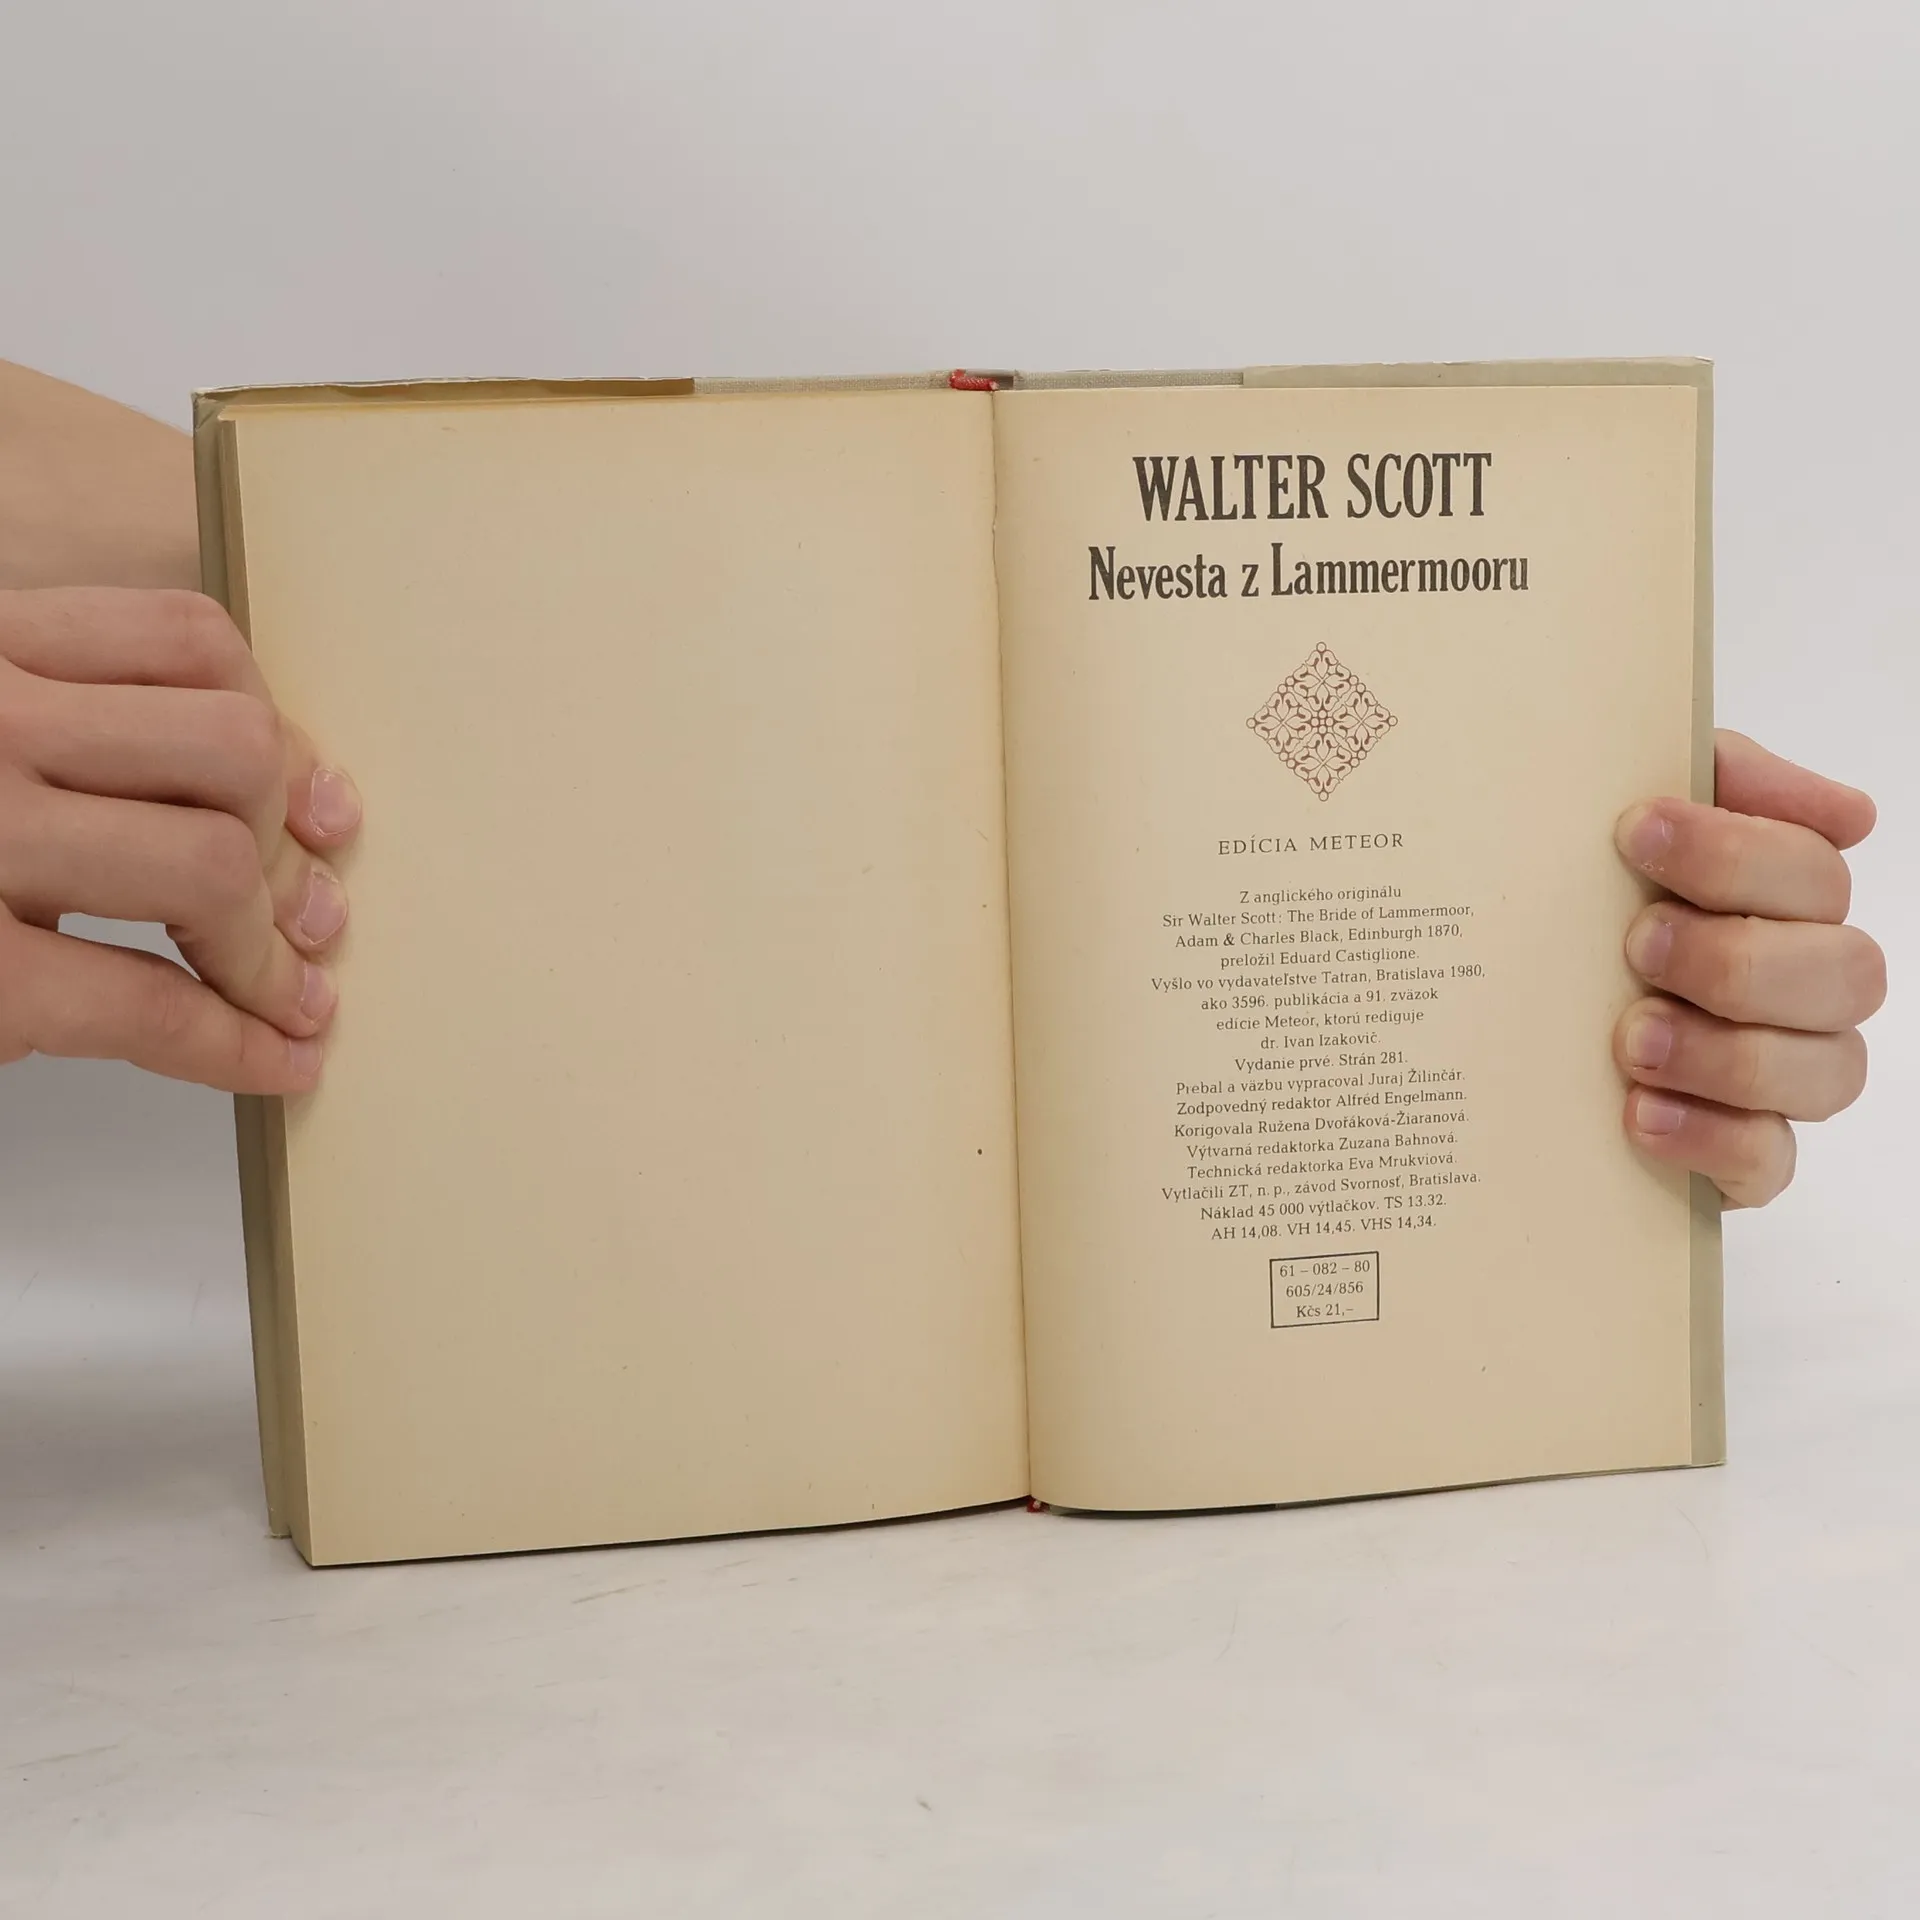 WALTER SCOTT
Nevesta z Lammermooru
EDÍCIA METEOR
Z anglického originálu
Sir Walter Scott: The Bride of Lammermoor,
Adam & Charles Black, Edinburgh 1870,
preložil Eduard Castiglione.
Vyšlo vo vydavateľstve Tatran, Bratislava 1980,
ako 3596. publikácia a 91. zväzok
edície Meteor, ktorú rediguje
dr. Ivan Izakovič.
Vydanie prvé. Strán 281.
Prebal a väzbu vypracoval Juraj Žilinčár.
Zodpovedný redaktor Alfréd Engelmann.
Korigovala Ružena Dvořáková-Žiaranová.
Výtvarná redaktorka Zuzana Bahnová.
Technická redaktorka Eva Mrukviová.
Vytlačili ZT, n. p., závod Svornosť, Bratislava.
Náklad 45 000 výtlačkov. TS 13.32.
AH 14,08. VH 14,45. VHS 14,34.
61 – 082 – 80
605/24/856
Kčs 21,–